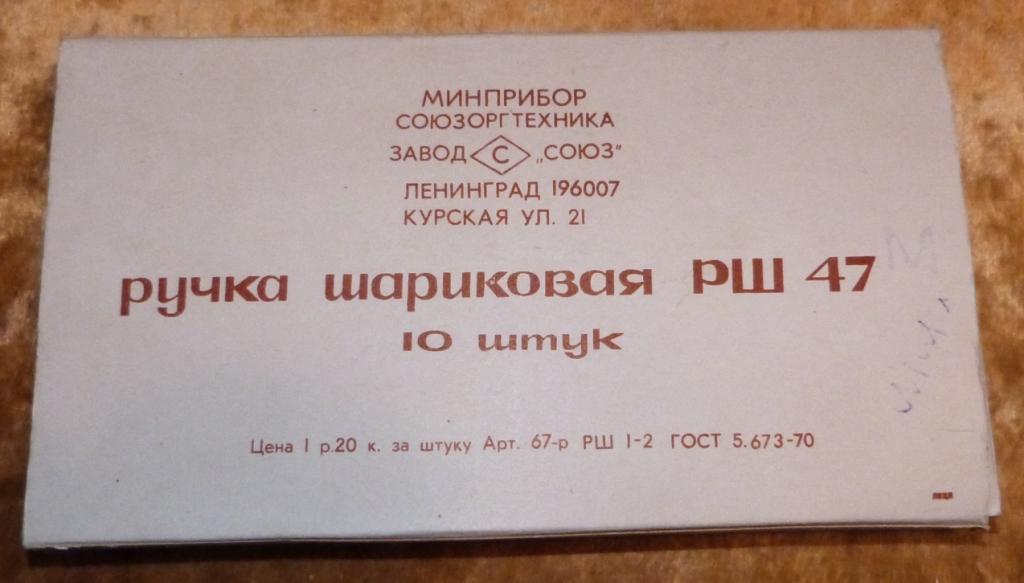 МИНПРИБОР
СОЮЗОРГТЕХНИКА
ЗАВОД С „СОЮЗ"
ЛЕНИНГРАД 196007
КУРСКАЯ УЛ. 21
ручка шариковая РШ 47
10 штук
Цена 1 р.20 к. за штуку Арт. 67-р РШ 1-2 ГОСТ 5.673-70
М